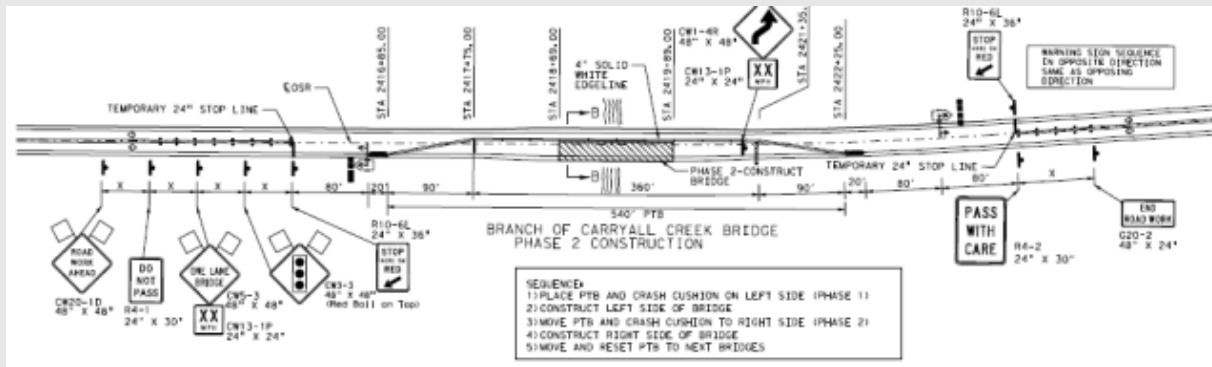 R10-6L
24" X 36"
STOP
HERE ON
RED
WARNING SIGN SEQUENCE
IN OPPOSITE DIRECTION
SAME AS OPPOSING
DIRECTION
CW1-4R
48" X 48"
CW13-1P
24" X 24"
XX
MPH
STA 2416+85.00
STA 2417+75.00
STA 2418+69.00
STA 2419+89.00
STA 2421+35.
STA 2422+25.00
4" SOLID
WHITE
EDGELINE
EOSR
TEMPORARY 24" STOP LINE
B
B
PHASE 2-CONSTRUCT
BRIDGE
TEMPORARY 24" STOP LINE
X
X
X
X
80'
20'
90'
360'
90'
20'
80'
80'
X
540' PTB
BRANCH OF CARRYALL CREEK BRIDGE
PHASE 2 CONSTRUCTION
ROAD
WORK
AHEAD
CW20-1D
48" X 48"
DO
NOT
PASS
R4-1
24" X 30"
ONE LANE
BRIDGE
CW5-3
48" X 48"
XX
MPH
CW13-1P
24" X 24"
CW3-3
48" X 48"
(Red Ball on Top)
R10-6L
24" X 36"
STOP
HERE ON
RED
PASS
WITH
CARE
R4-2
24" X 30"
END
ROAD WORK
G20-2
48" X 24"
SEQUENCE:
1) PLACE PTB AND CRASH CUSHION ON LEFT SIDE (PHASE 1)
2) CONSTRUCT LEFT SIDE OF BRIDGE
3) MOVE PTB AND CRASH CUSHION TO RIGHT SIDE (PHASE 2)
4) CONSTRUCT RIGHT SIDE OF BRIDGE
5) MOVE AND RESET PTB TO NEXT BRIDGES